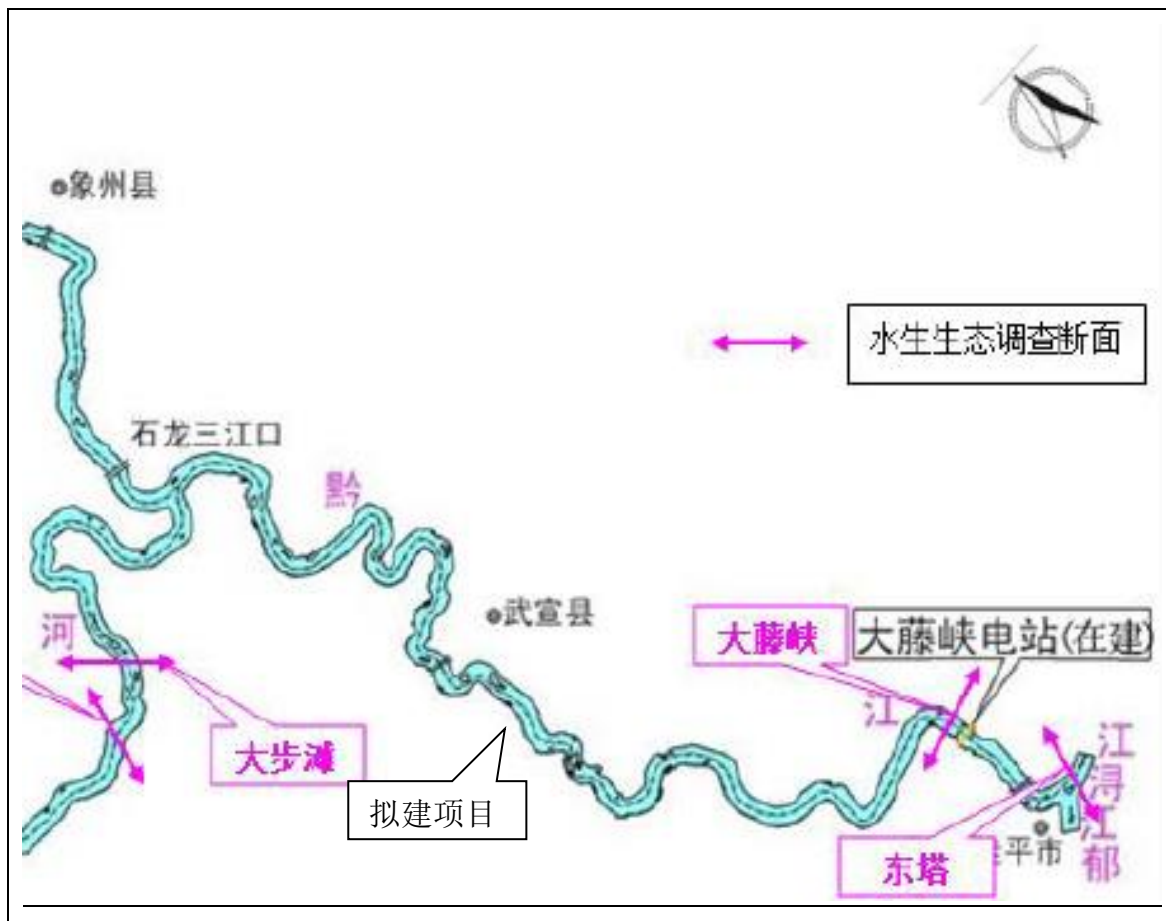 象州县
水生生态调查断面
石龙三江口
黔
武宣县
河
大藤峡
大藤峡电站(在建)
江
大步滩
拟建项目
江
浔
江
郁
平市
东塔